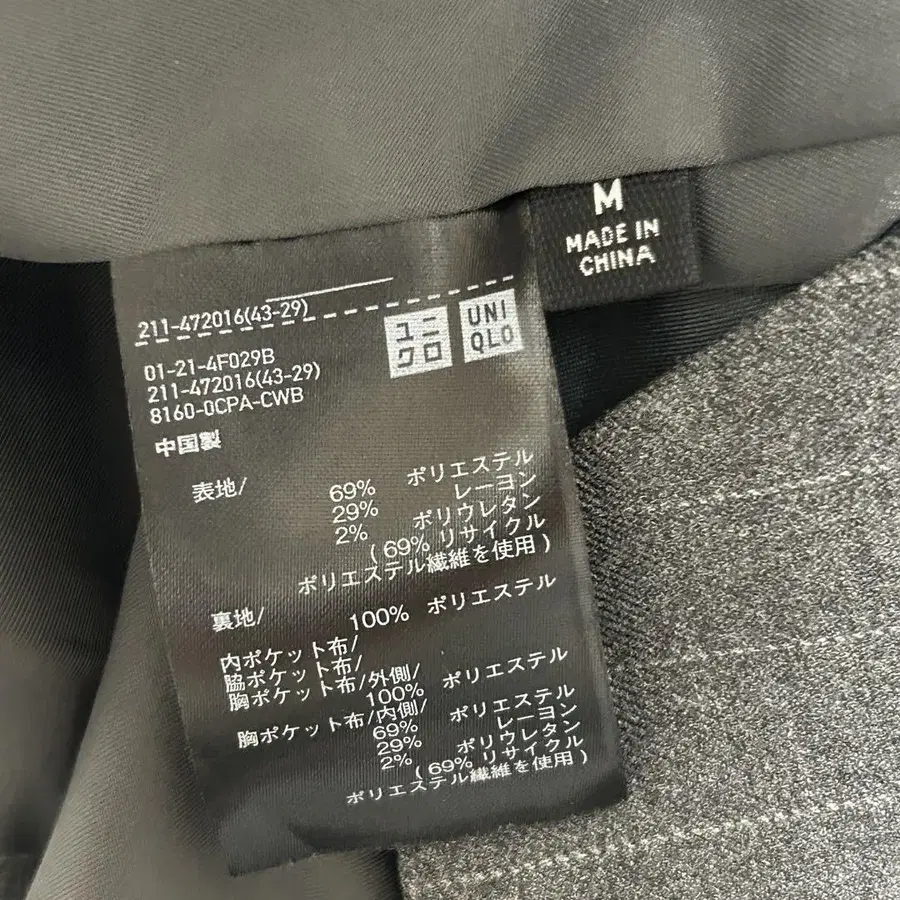 M
MADE IN
CHINA
211-472016(43-29)
ユニ
クロ
UNI
QLO
01-21-4F029B
211-472016(43-29)
8160-0CPA-CWB
中国製
表地/
69% ポリエステル
29% レーヨン
2% ポリウレタン
(69% リサイクル
ポリエステル繊維を使用)
裏地/
100% ポリエステル
内ポケット布/
脇ポケット布/
胸ポケット布/外側/
100% ポリエステル
胸ポケット布/内側/
69% ポリエステル
29% レーヨン
2% ポリウレタン
(69% リサイクル
ポリエステル繊維を使用)